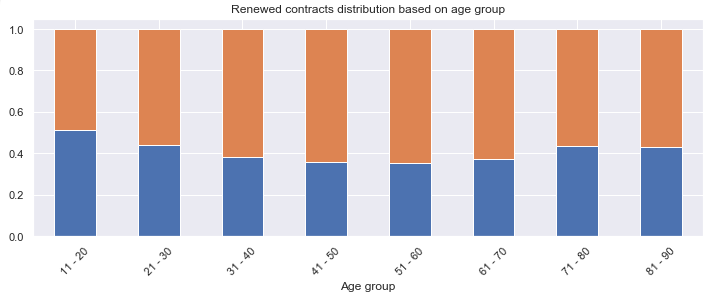 Renewed contracts distribution based on age group
1.0
0.8
0.6
0.4
0.2
0.0
11 - 20
21 - 30
31 - 40
41 - 50
51 - 60
61 - 70
71 - 80
81 - 90
Age group